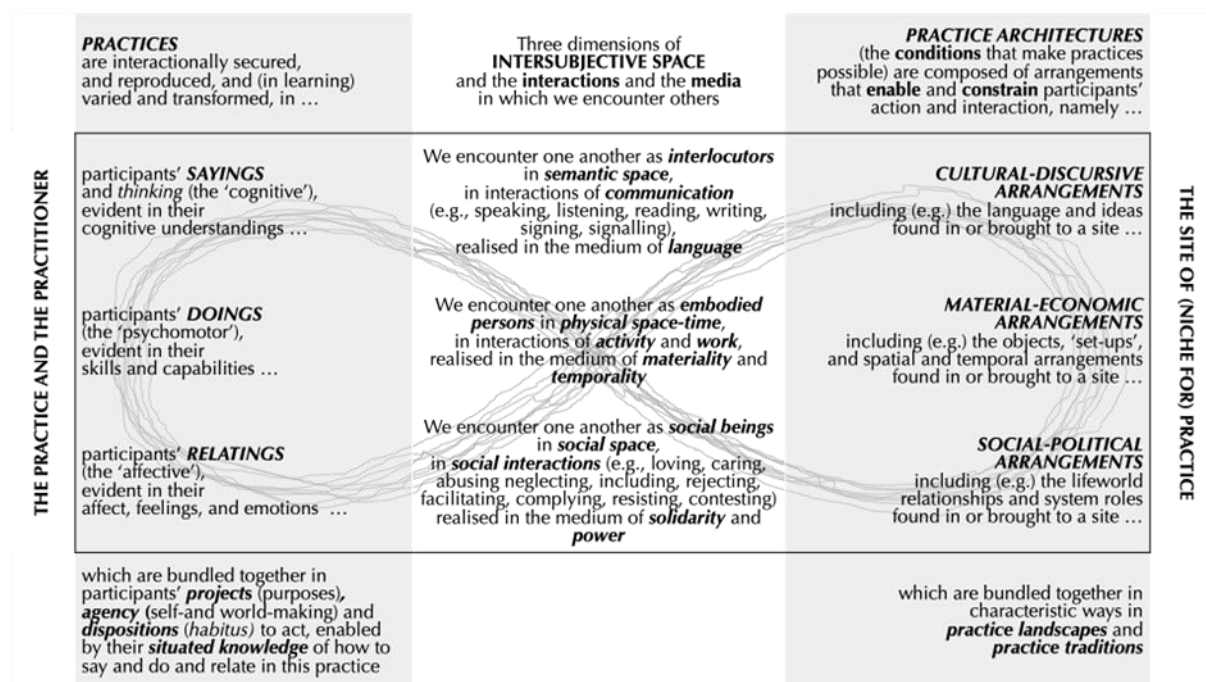 THE PRACTICE AND THE PRACTITIONER
PRACTICES
are interactionally secured,
and reproduced, and (in learning)
varied and transformed, in …
Three dimensions of
INTERSUBJECTIVE SPACE
and the interactions and the media
in which we encounter others
PRACTICE ARCHITECTURES
(the conditions that make practices
possible) are composed of arrangements
that enable and constrain participants'
action and interaction, namely …
participants' SAYINGS
and thinking (the 'cognitive'),
evident in their
cognitive understandings …
We encounter one another as interlocutors
in semantic space,
in interactions of communication
(e.g., speaking, listening, reading, writing,
signing, signalling),
realised in the medium of language
CULTURAL-DISCURSIVE
ARRANGEMENTS
including (e.g.) the language and ideas
found in or brought to a site …
participants' DOINGS
(the 'psychomotor'),
evident in their
skills and capabilities …
We encounter one another as embodied
persons in physical space-time,
in interactions of activity and work,
realised in the medium of materiality and
temporality
MATERIAL-ECONOMIC
ARRANGEMENTS
including (e.g.) the objects, 'set-ups',
and spatial and temporal arrangements
found in or brought to a site …
participants' RELATINGS
(the 'affective'),
evident in their
affect, feelings, and emotions …
We encounter one another as social beings
in social space,
in social interactions (e.g., loving, caring,
abusing neglecting, including, rejecting,
facilitating, complying, resisting, contesting)
realised in the medium of solidarity and
power
SOCIAL-POLITICAL
ARRANGEMENTS
including (e.g.) the lifeworld
relationships and system roles
found in or brought to a site …
which are bundled together in
participants' projects (purposes),
agency (self-and world-making) and
dispositions (habitus) to act, enabled
by their situated knowledge of how to
say and do and relate in this practice
which are bundled together in
characteristic ways in
practice landscapes and
practice traditions
THE SITE OF (NICHE FOR) PRACTICE